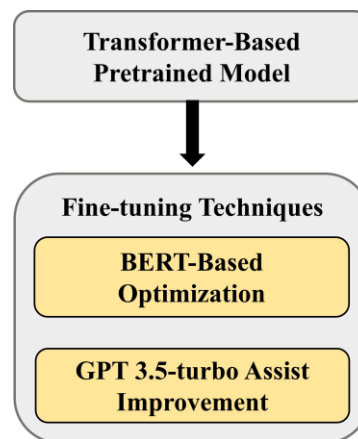 Transformer-Based
Pretrained Model
Fine-tuning Techniques
BERT-Based
Optimization
GPT 3.5-turbo Assist
Improvement